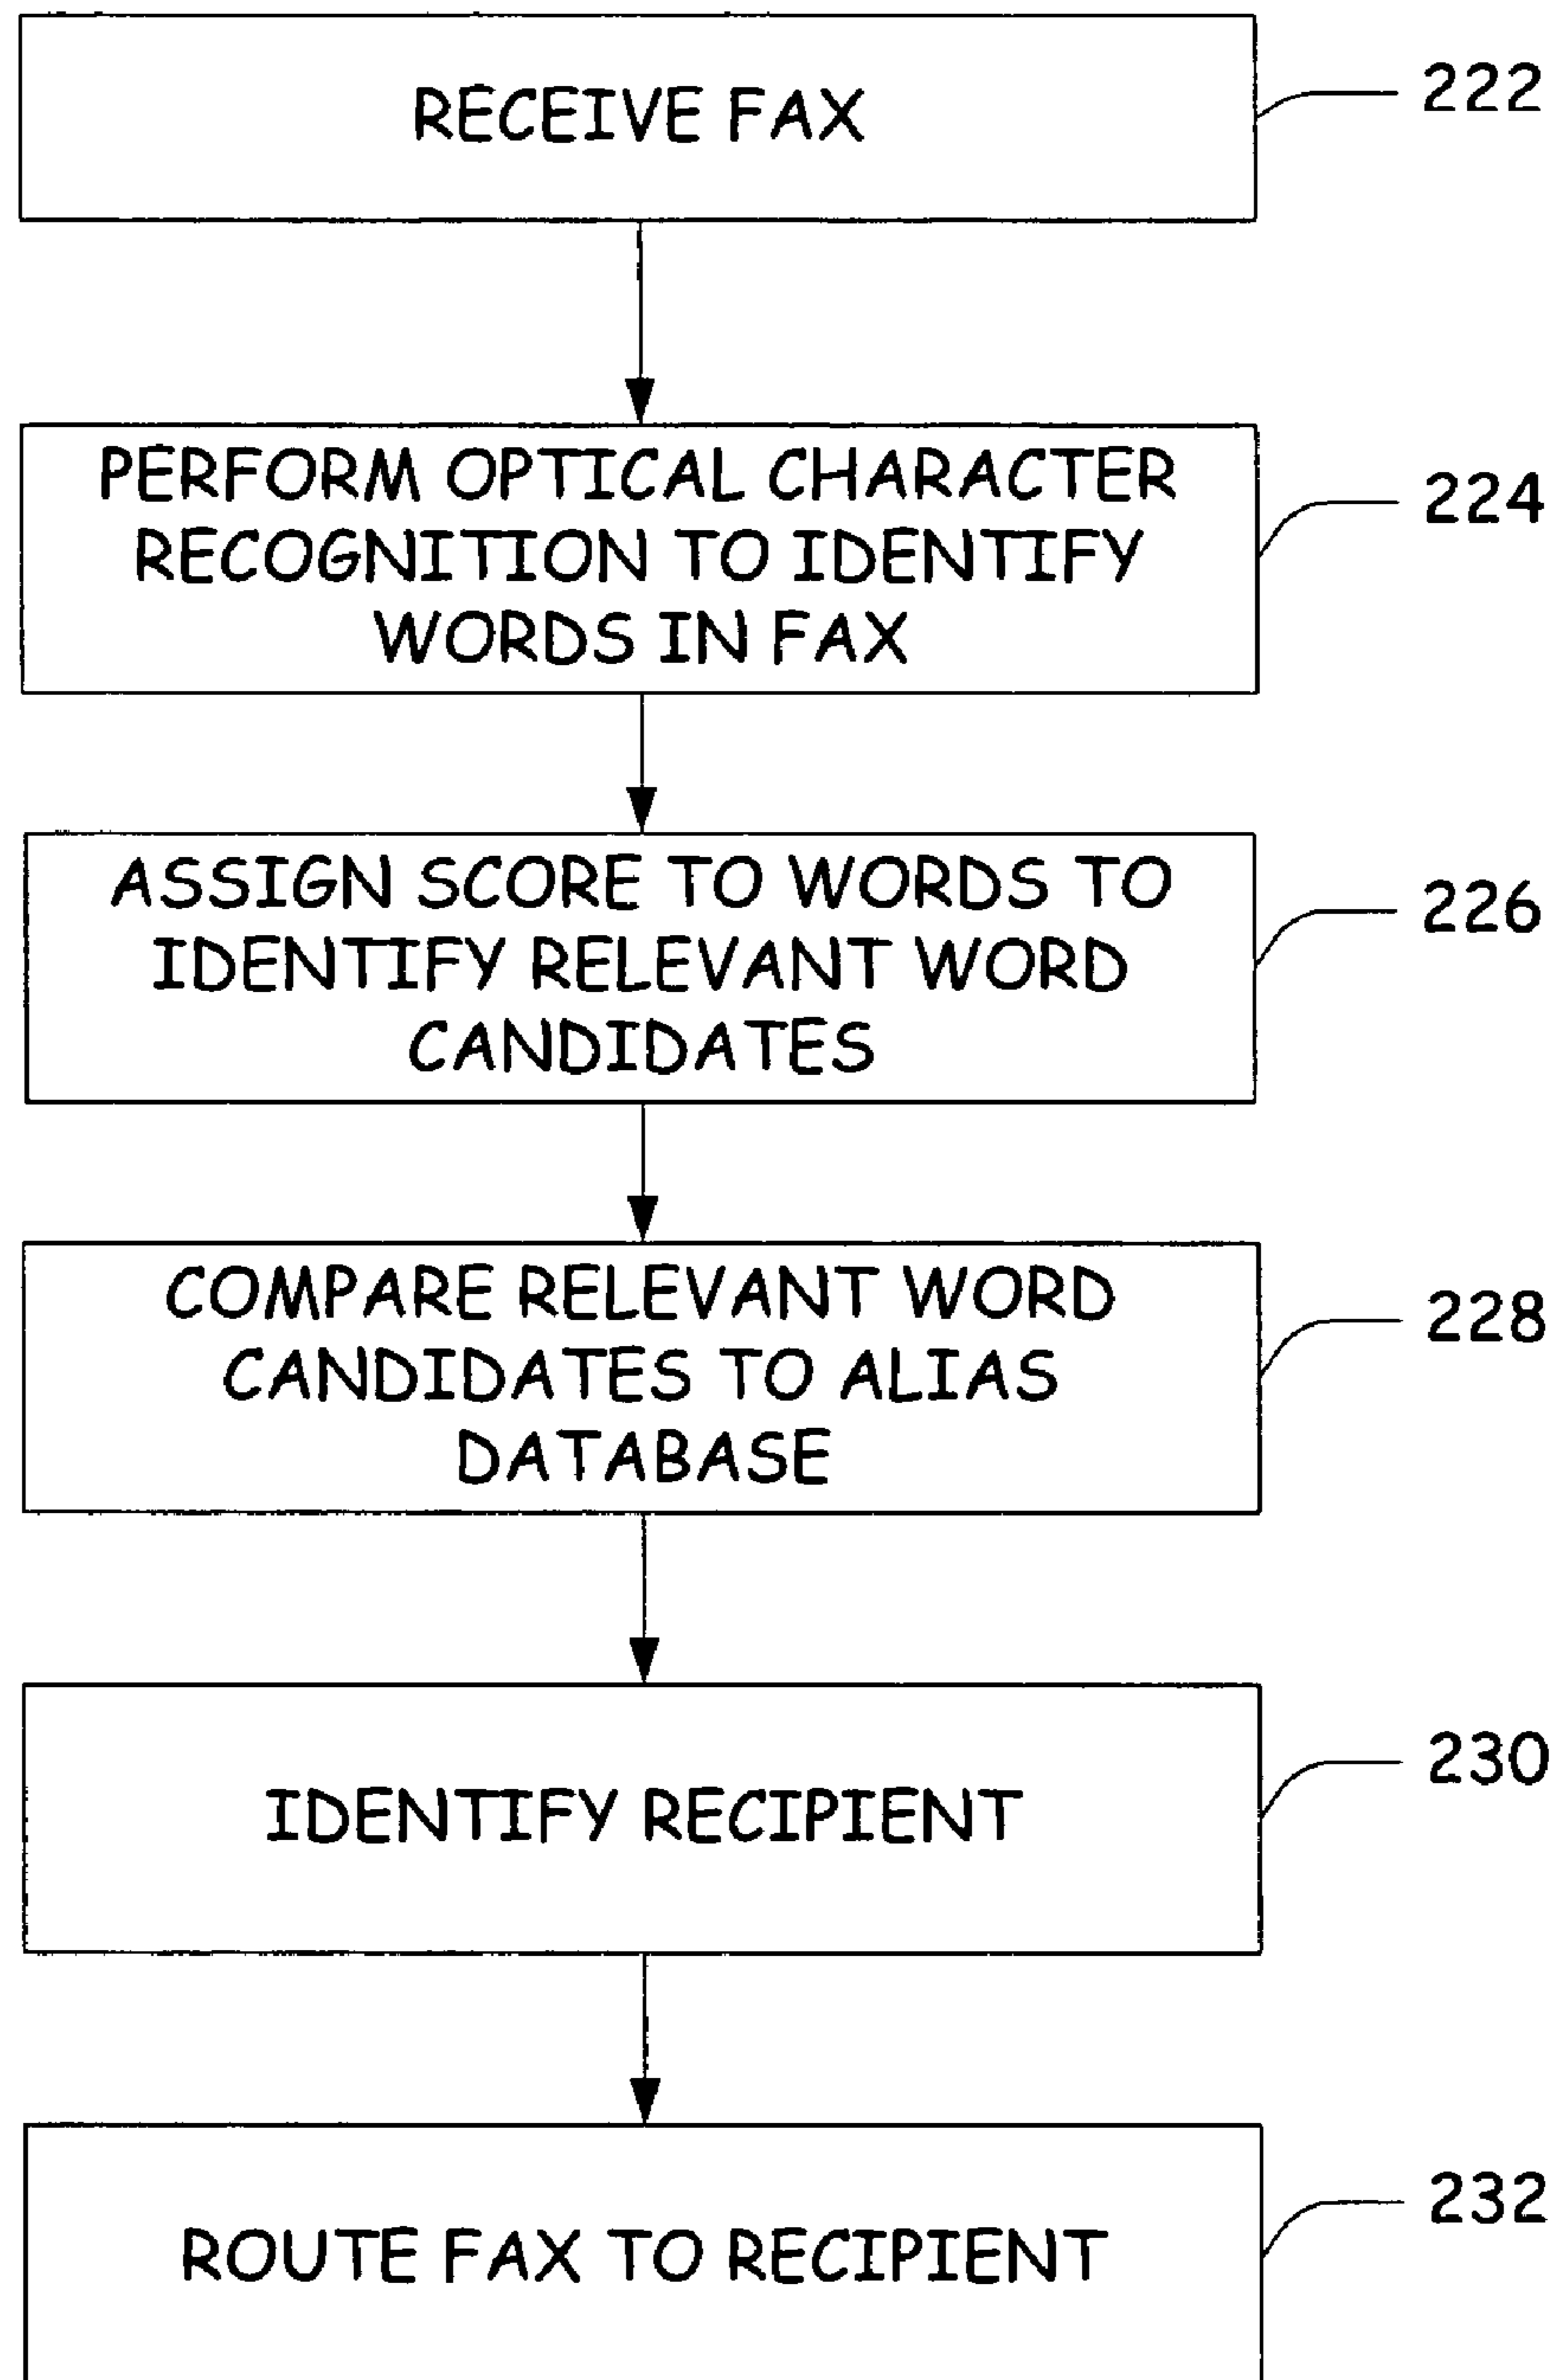 RECEIVE FAX
222
PERFORM OPTICAL CHARACTER
RECOGNITION TO IDENTIFY
WORDS IN FAX
224
ASSIGN SCORE TO WORDS TO
IDENTIFY RELEVANT WORD
CANDIDATES
226
COMPARE RELEVANT WORD
CANDIDATES TO ALIAS
DATABASE
228
IDENTIFY RECIPIENT
230
ROUTE FAX TO RECIPIENT
232